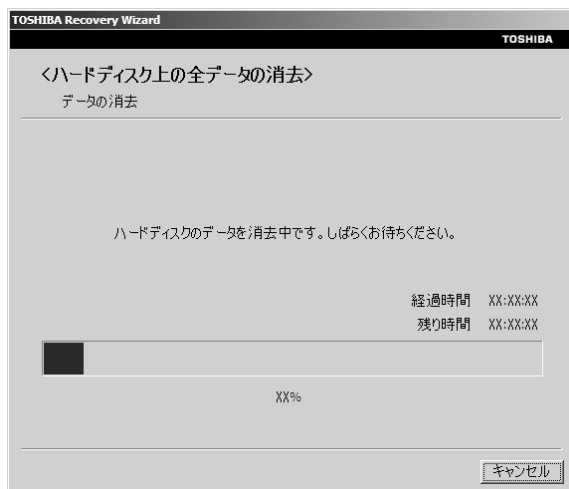 TOSHIBA Recovery Wizard
TOSHIBA
<ハードディスク上の全データの消去>
データの消去
ハードディスクのデータを消去中です。しばらくお待ちください。
経過時間 XX:XX:XX
残り時間 XX:XX:XX
XX%
キャンセル